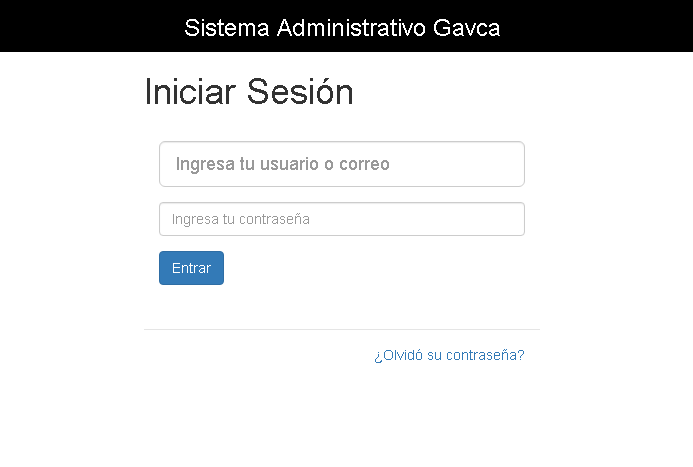 Sistema Administrativo Gavca
Iniciar Sesión
Ingresa tu usuario o correo
Ingresa tu contraseña
Entrar
¿Olvidó su contraseña?